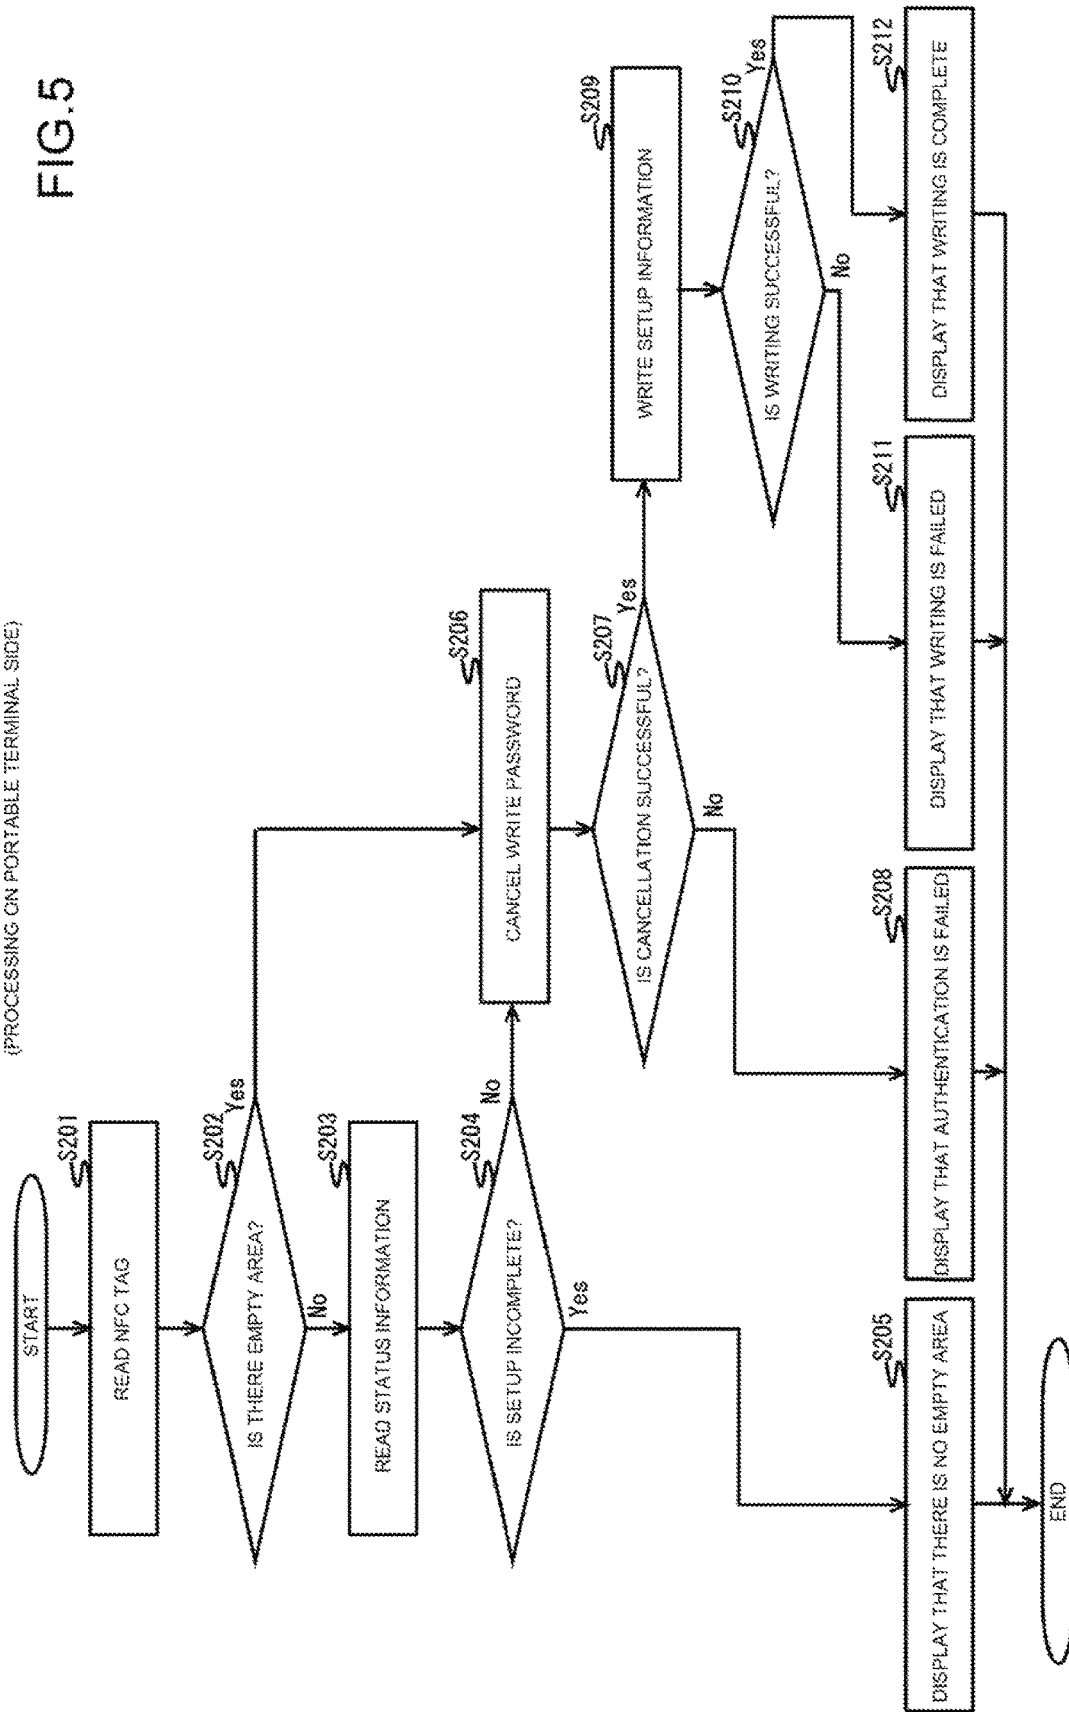 FIG.5
(PROCESSING ON PORTABLE TERMINAL SIDE)
START
S201
READ NFC TAG
S202
IS THERE EMPTY AREA?
Yes
No
S203
READ STATUS INFORMATION
S204
IS SETUP INCOMPLETE?
No
Yes
S205
DISPLAY THAT THERE IS NO EMPTY AREA
S206
CANCEL WRITE PASSWORD
S207
IS CANCELLATION SUCCESSFUL?
Yes
No
S208
DISPLAY THAT AUTHENTICATION IS FAILED
S209
WRITE SETUP INFORMATION
S210
IS WRITING SUCCESSFUL?
Yes
No
S211
DISPLAY THAT WRITING IS FAILED
S212
DISPLAY THAT WRITING IS COMPLETE
END